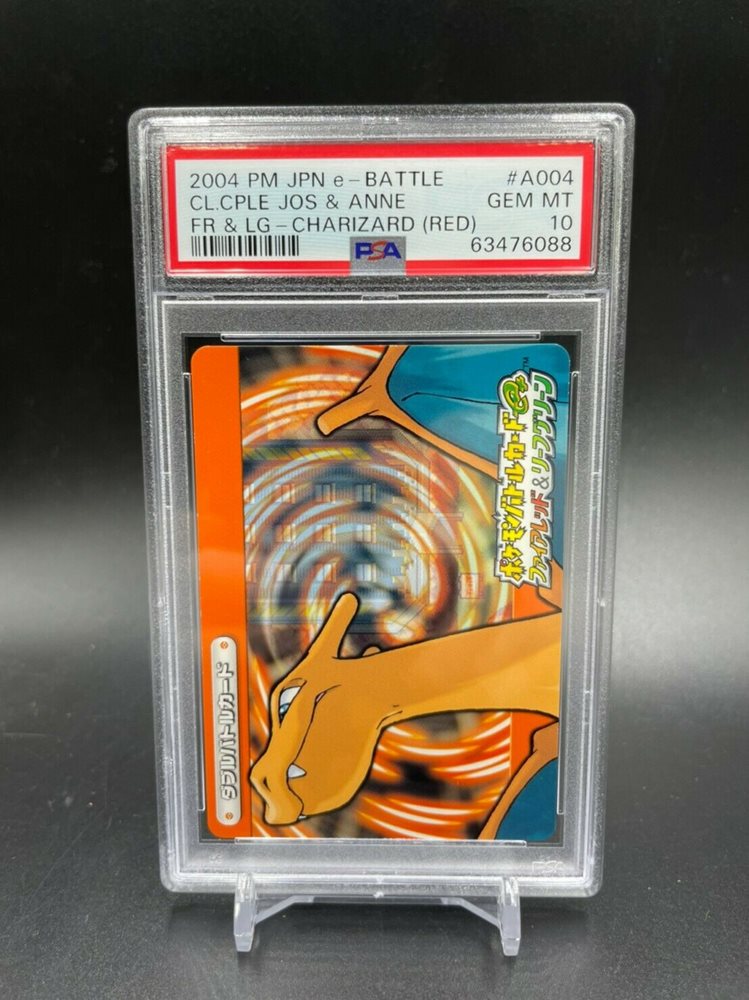 2004 PM JPN e-BATTLE #A004
CL.CPLE JOS & ANNE GEM MT
FR & LG-CHARIZARD (RED) 10
PSA 63476088
ポケモンバトルカードe+™
ファイアレッド&リーフグリーン
ダブルバトルカード